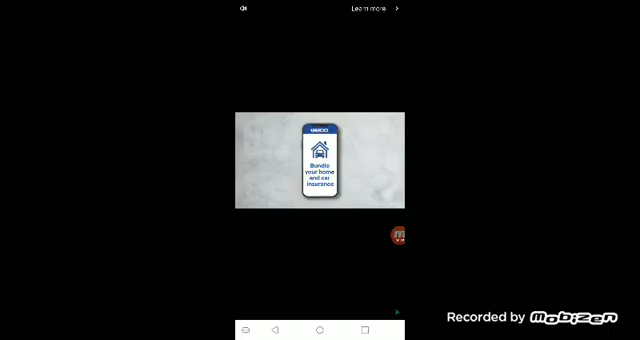 Learn more
GEICO
Bundle
your home
and car
insurance
Recorded by Mobizen